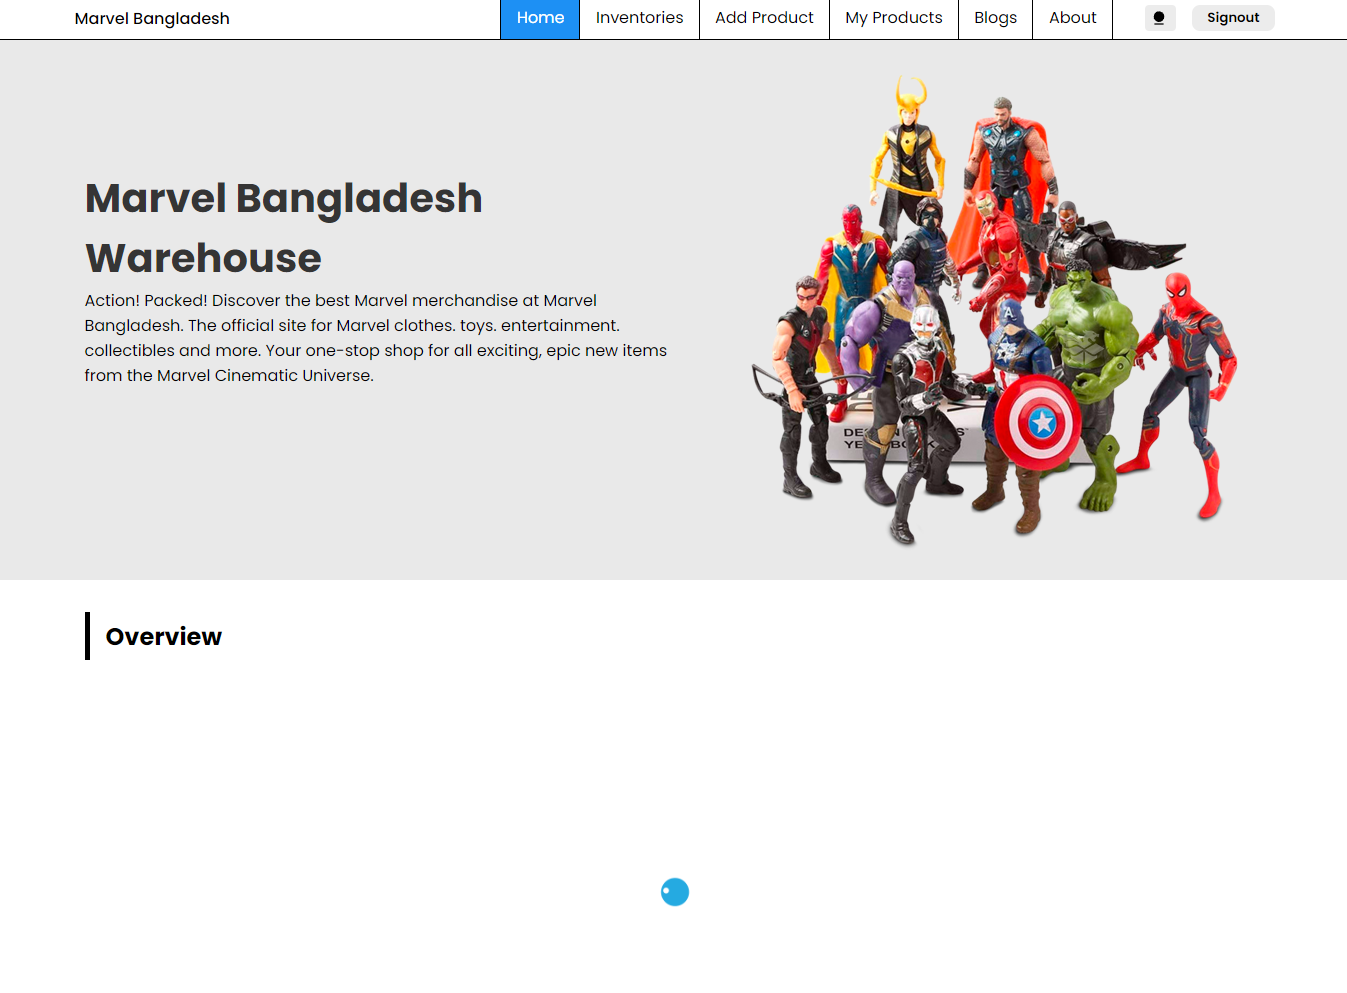 Marvel Bangladesh
Home
Inventories
Add Product
My Products
Blogs
About
Signout
Marvel Bangladesh
Warehouse
Action! Packed! Discover the best Marvel merchandise at Marvel
Bangladesh. The official site for Marvel clothes. toys. entertainment.
collectibles and more. Your one-stop shop for all exciting, epic new items
from the Marvel Cinematic Universe.
A
Overview